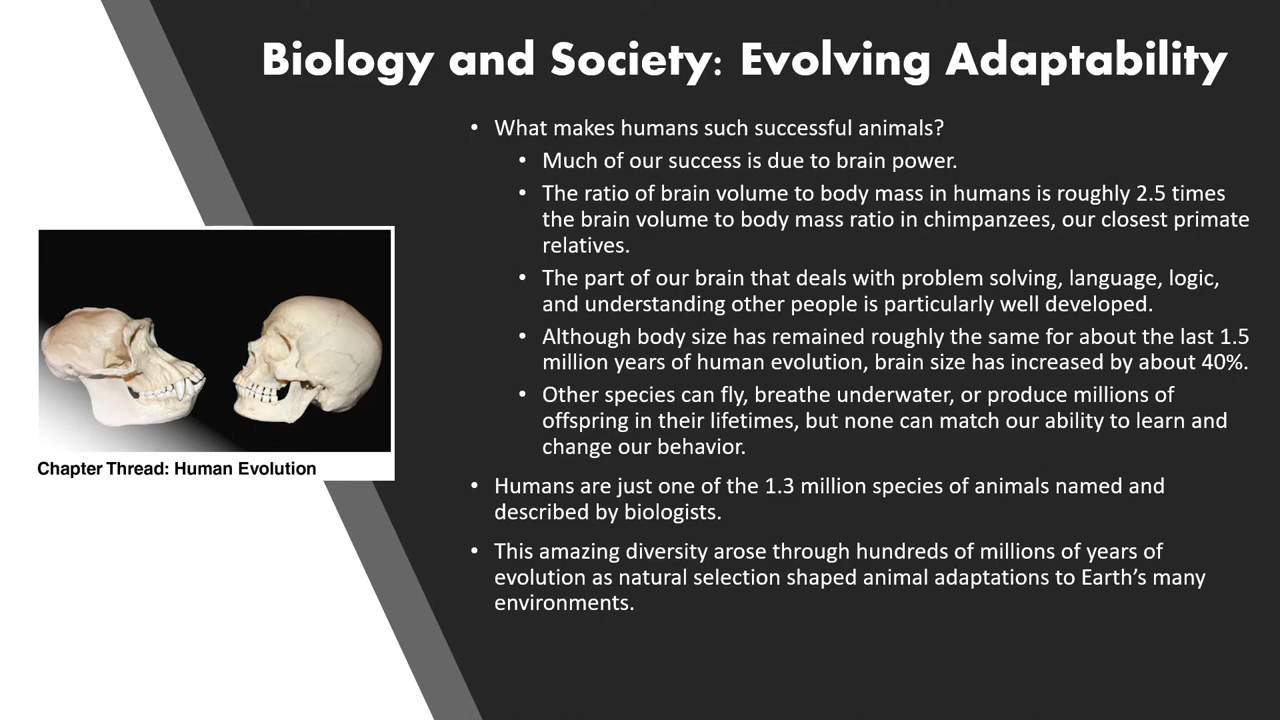 Biology and Society: Evolving Adaptability
• What makes humans such successful animals?
• Much of our success is due to brain power.
• The ratio of brain volume to body mass in humans is roughly 2.5 times
the brain volume to body mass ratio in chimpanzees, our closest primate
relatives.
• The part of our brain that deals with problem solving, language, logic,
and understanding other people is particularly well developed.
• Although body size has remained roughly the same for about the last 1.5
million years of human evolution, brain size has increased by about 40%.
• Other species can fly, breathe underwater, or produce millions of
offspring in their lifetimes, but none can match our ability to learn and
change our behavior.
• Humans are just one of the 1.3 million species of animals named and
described by biologists.
• This amazing diversity arose through hundreds of millions of years of
evolution as natural selection shaped animal adaptations to Earth’s many
environments.
Chapter Thread: Human Evolution